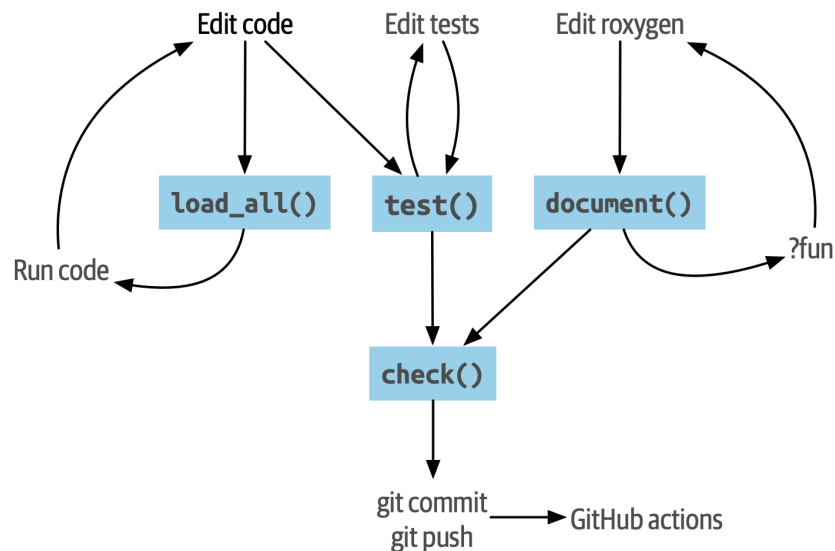 Edit code
Edit tests
Edit roxygen
load_all()
test()
document()
Run code
?fun
check()
git commit
git push
GitHub actions